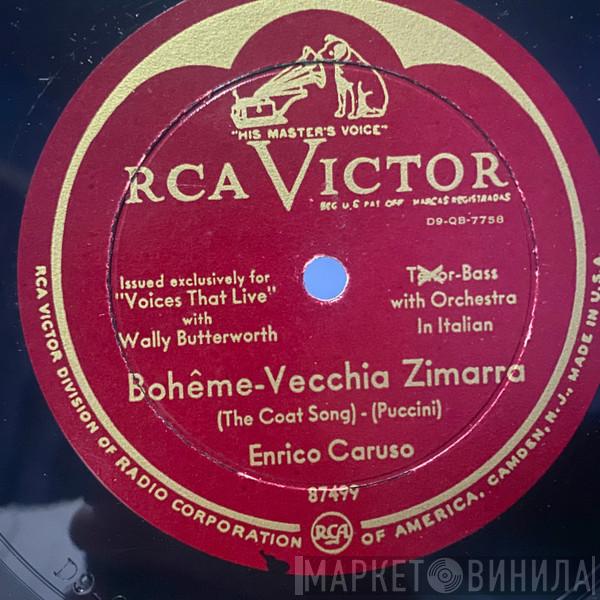 "HIS MASTER'S VOICE"
RCA VICTOR
REG U.S PAT OFF MARCAS REGISTRADAS
D9-QB-7758
Issued exclusively for
"Voices That Live"
with
Wally Butterworth
Tenor-Bass
with Orchestra
In Italian
Bohême-Vecchia Zimarra
(The Coat Song) - (Puccini)
Enrico Caruso
87499
RCA VICTOR DIVISION OF RADIO CORPORATION OF AMERICA, CAMDEN, N.J., MADE IN U.S.A.
RCA
МАРКЕТ ВИНИЛА